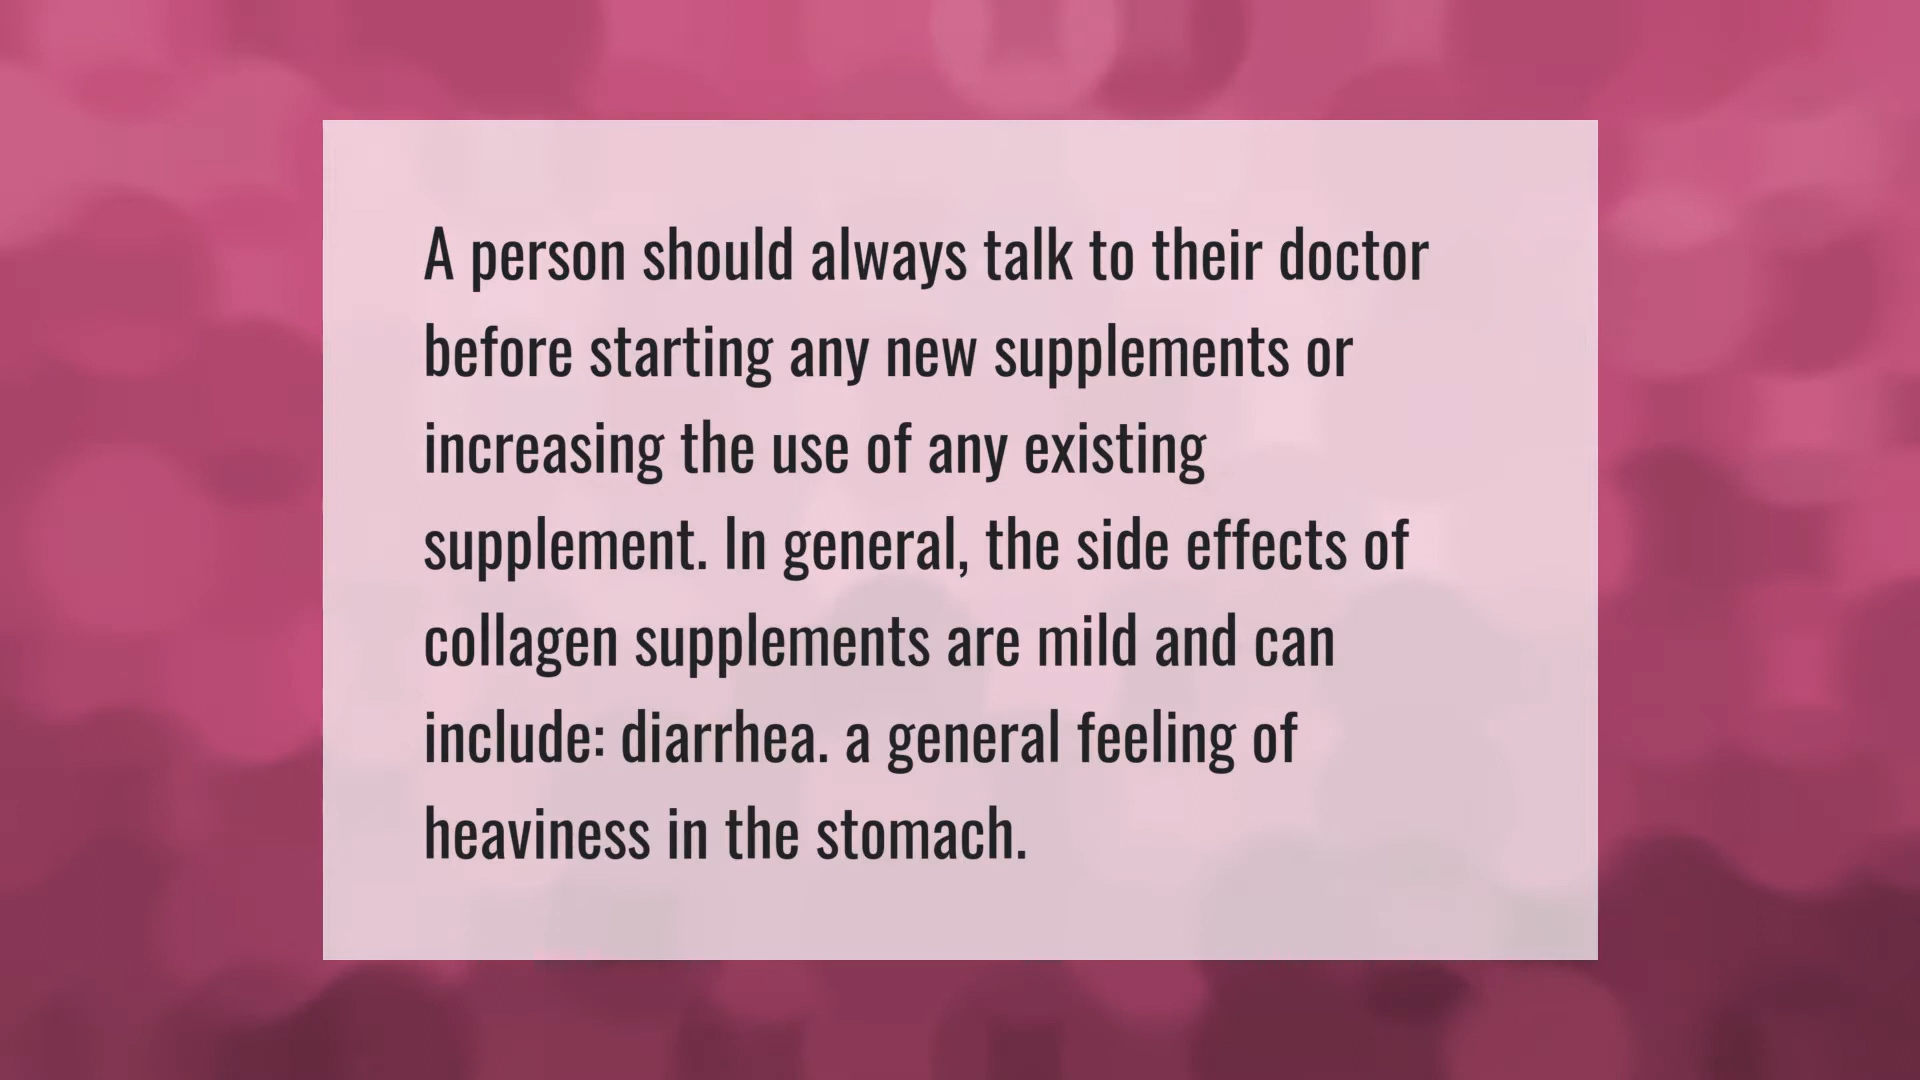 A person should always talk to their doctor
before starting any new supplements or
increasing the use of any existing
supplement. In general, the side effects of
collagen supplements are mild and can
include: diarrhea. a general feeling of
heaviness in the stomach.